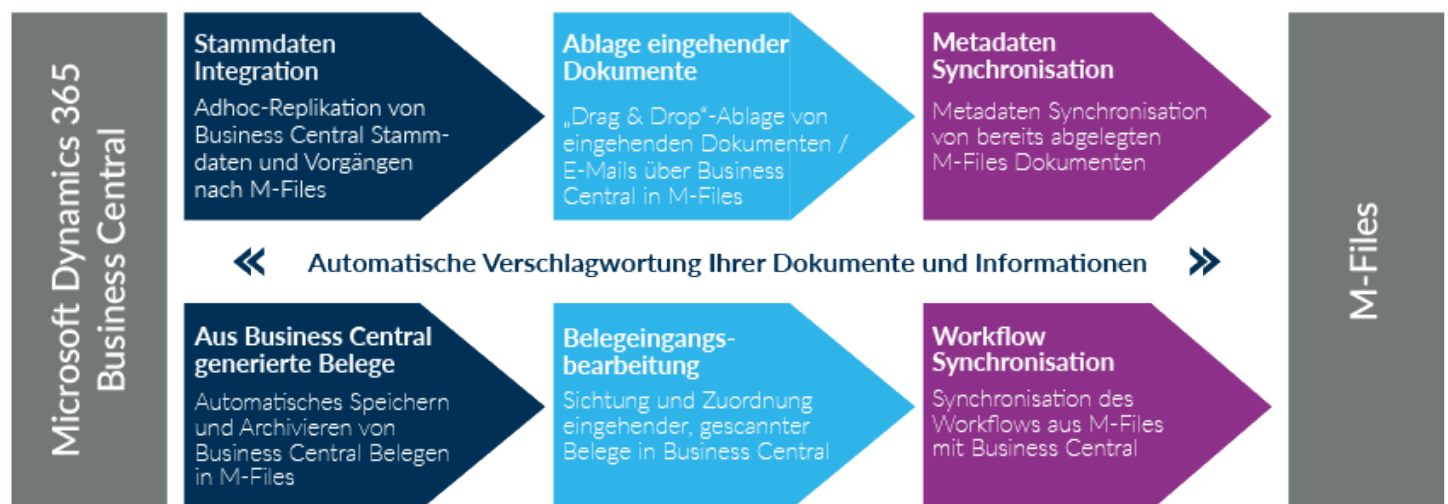 Microsoft Dynamics 365
Business Central
Stammdaten
Integration
Adhoc-Replikation von
Business Central Stamm-
daten und Vorgängen
nach M-Files
Ablage eingehender
Dokumente
„Drag & Drop“-Ablage von
eingehenden Dokumenten /
E-Mails über Business
Central in M-Files
Metadaten
Synchronisation
Metadaten Synchronisation
von bereits abgelegten
M-Files Dokumenten
« Automatische Verschlagwortung Ihrer Dokumente und Informationen »
Aus Business Central
generierte Belege
Automatisches Speichern
und Archivieren von
Business Central Belegen
in M-Files
Belegeingangs-
bearbeitung
Sichtung und Zuordnung
eingehender, gescannter
Belege in Business Central
Workflow
Synchronisation
Synchronisation des
Workflows aus M-Files
mit Business Central
M-Files